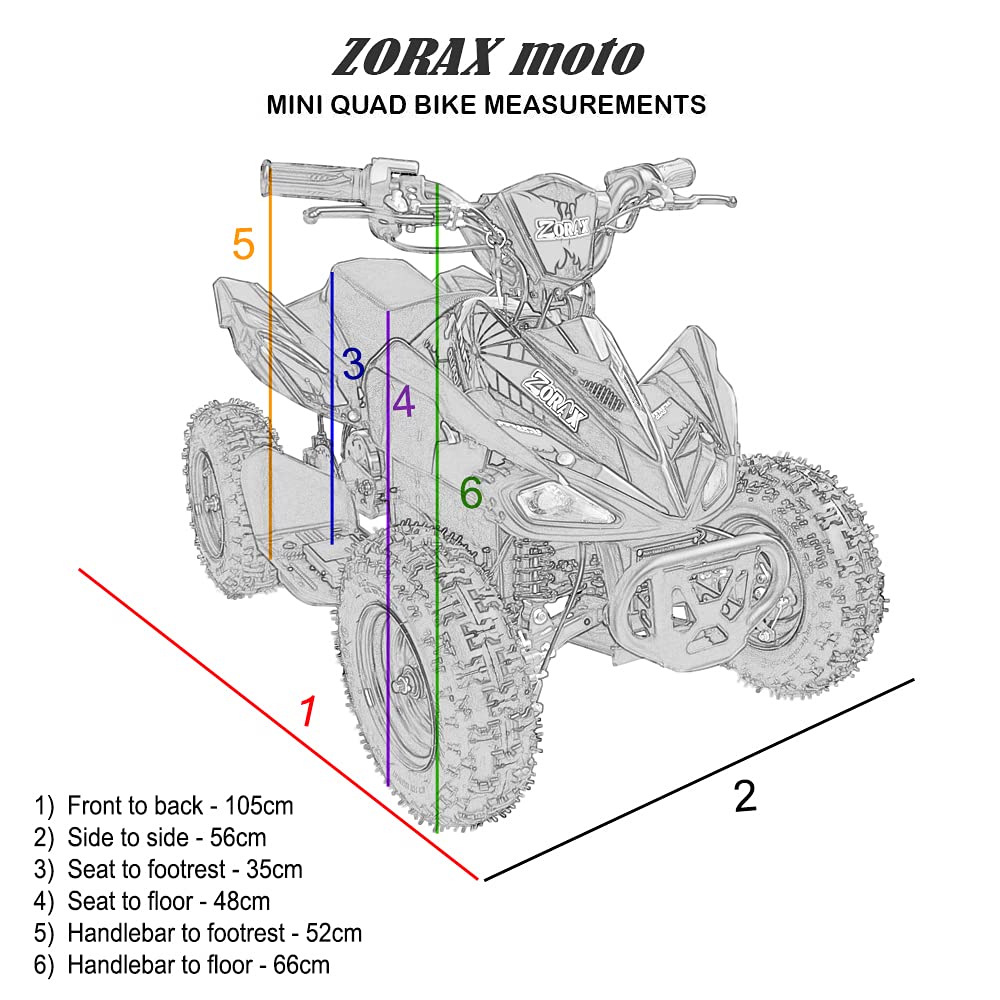 ZORAX moto
MINI QUAD BIKE MEASUREMENTS
ZORAX
5
3
4
ZORAX
6
1
2
1) Front to back - 105cm
2) Side to side - 56cm
3) Seat to footrest - 35cm
4) Seat to floor - 48cm
5) Handlebar to footrest - 52cm
6) Handlebar to floor - 66cm